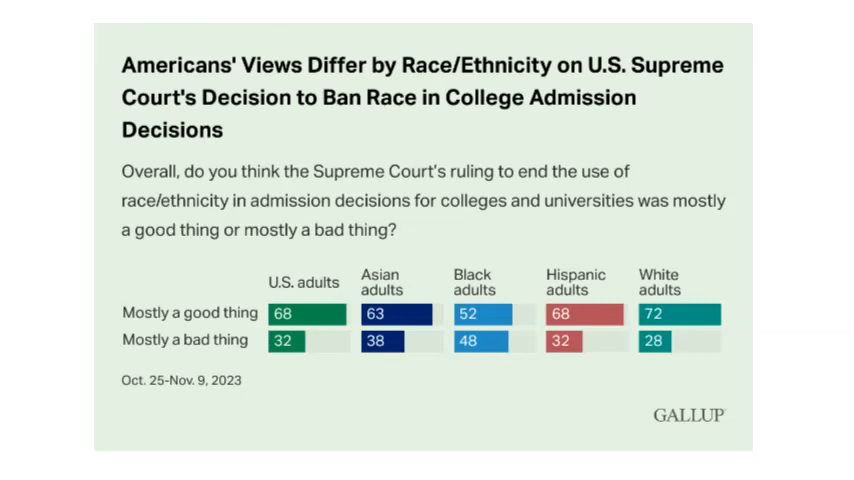 Americans' Views Differ by Race/Ethnicity on U.S. Supreme
Court's Decision to Ban Race in College Admission
Decisions
Overall, do you think the Supreme Court's ruling to end the use of
race/ethnicity in admission decisions for colleges and universities was mostly
a good thing or mostly a bad thing?
U.S. adults Asian adults Black adults Hispanic adults White adults
Mostly a good thing 68 63 52 68 72
Mostly a bad thing 32 38 48 32 28
Oct. 25-Nov. 9, 2023
GALLUP